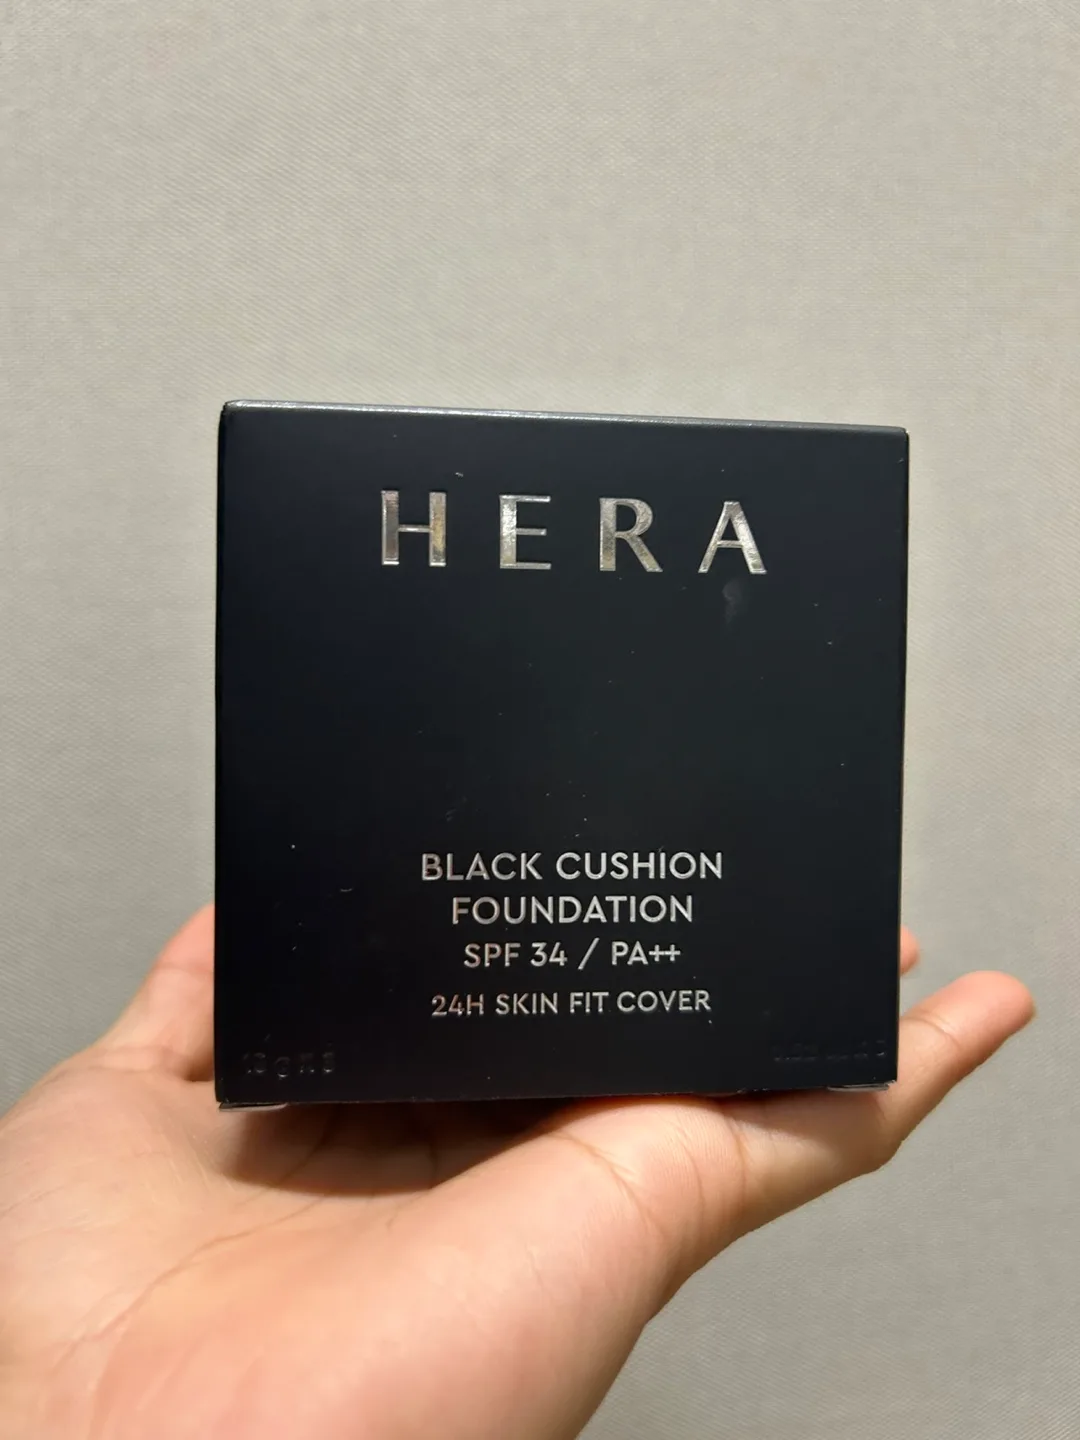 HERA
BLACK CUSHION
FOUNDATION
SPF 34 / PA++
24H SKIN FIT COVER